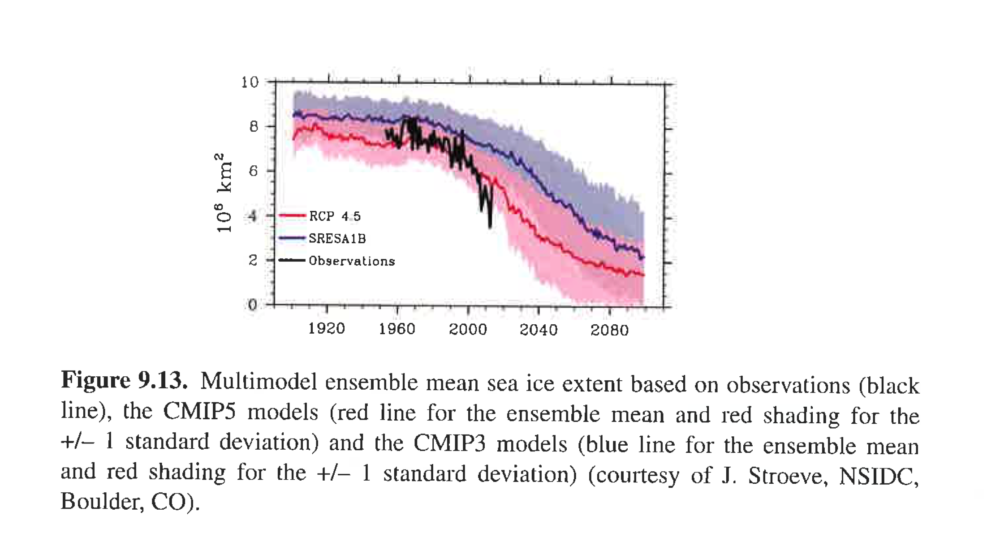 10
8
6
4
2
0
10⁶ km²
RCP 4.5
SRESA1B
Observations
1920 1960 2000 2040 2080
Figure 9.13. Multimodel ensemble mean sea ice extent based on observations (black
line), the CMIP5 models (red line for the ensemble mean and red shading for the
+/– 1 standard deviation) and the CMIP3 models (blue line for the ensemble mean
and red shading for the +/– 1 standard deviation) (courtesy of J. Stroeve, NSIDC,
Boulder, CO).